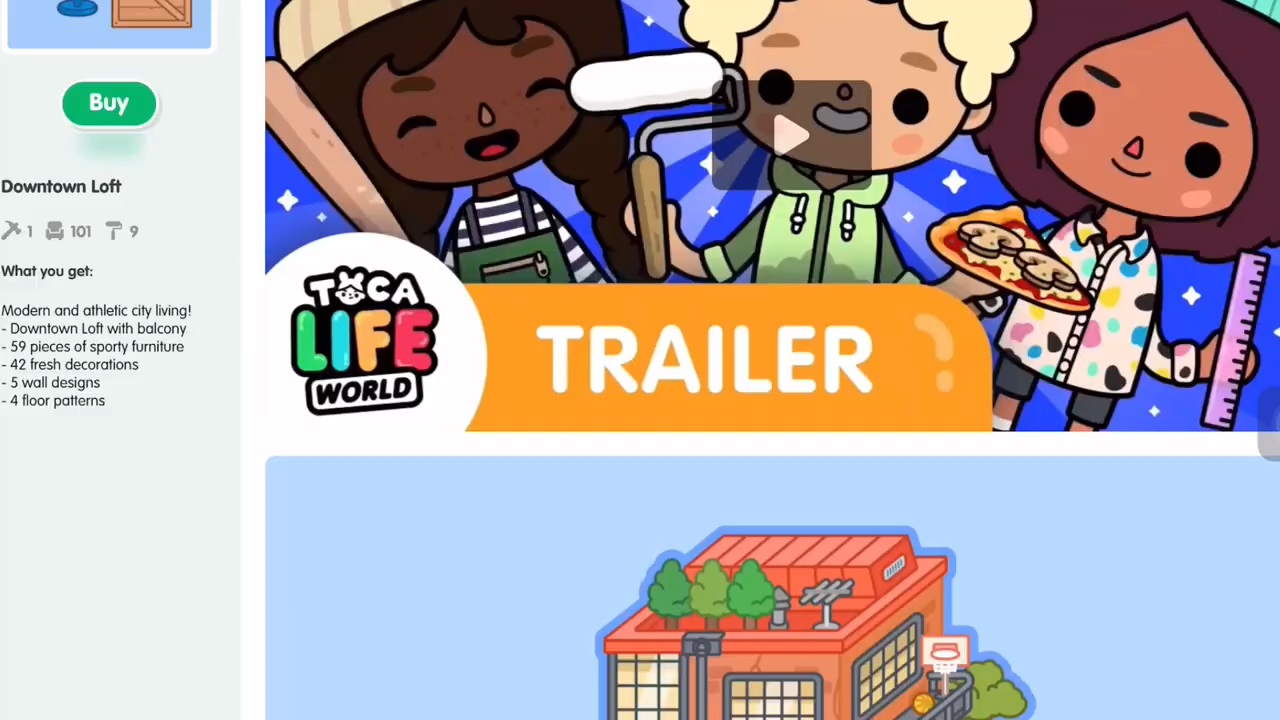 Buy
Downtown Loft
1 101 9
What you get:
Modern and athletic city living!
- Downtown Loft with balcony
- 59 pieces of sporty furniture
- 42 fresh decorations
- 5 wall designs
- 4 floor patterns
TOCA
LIFE
WORLD
TRAILER